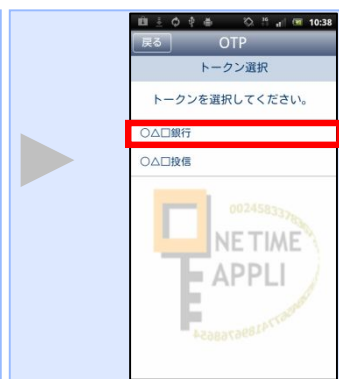 10:38
戻る OTP
トークン選択
トークンを選択してください。
○△□銀行
○△□投信
NE TIME
APPLI